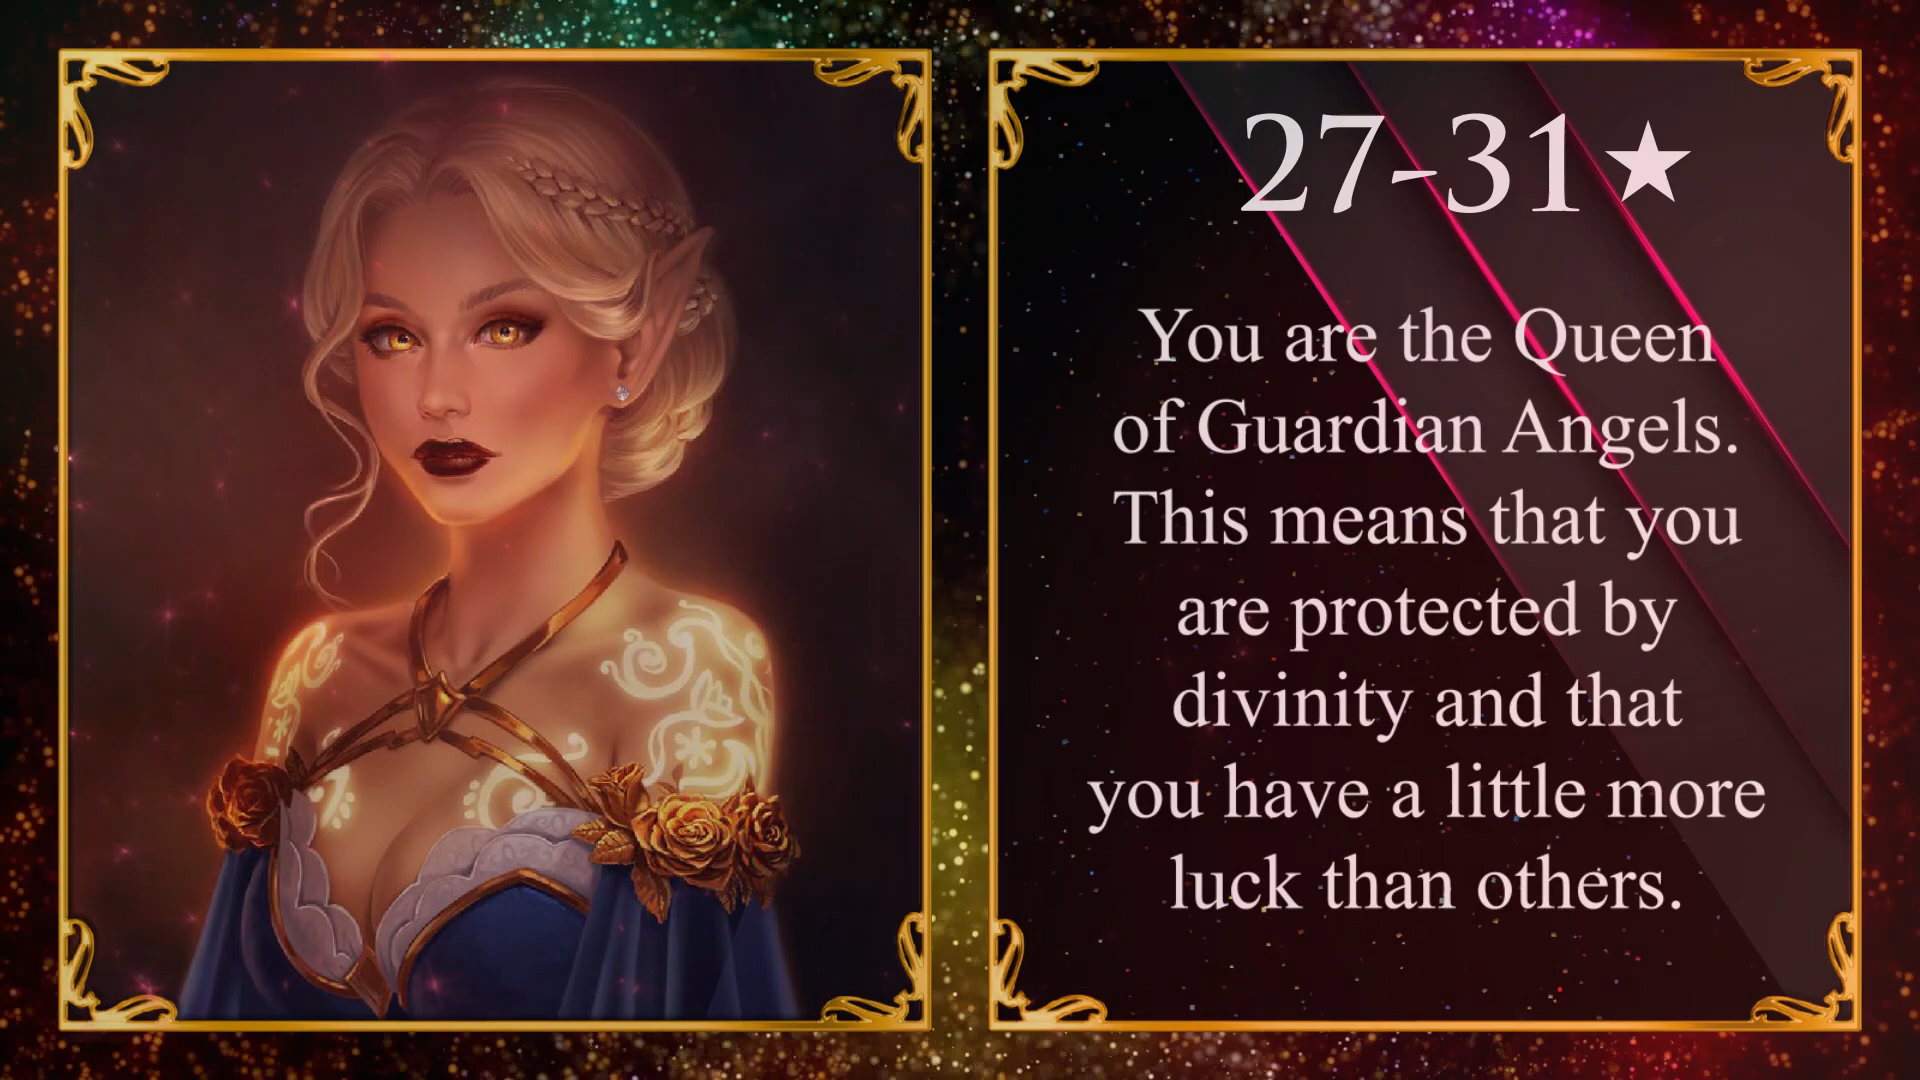 27-31★
You are the Queen
of Guardian Angels.
This means that you
are protected by
divinity and that
you have a little more
luck than others.